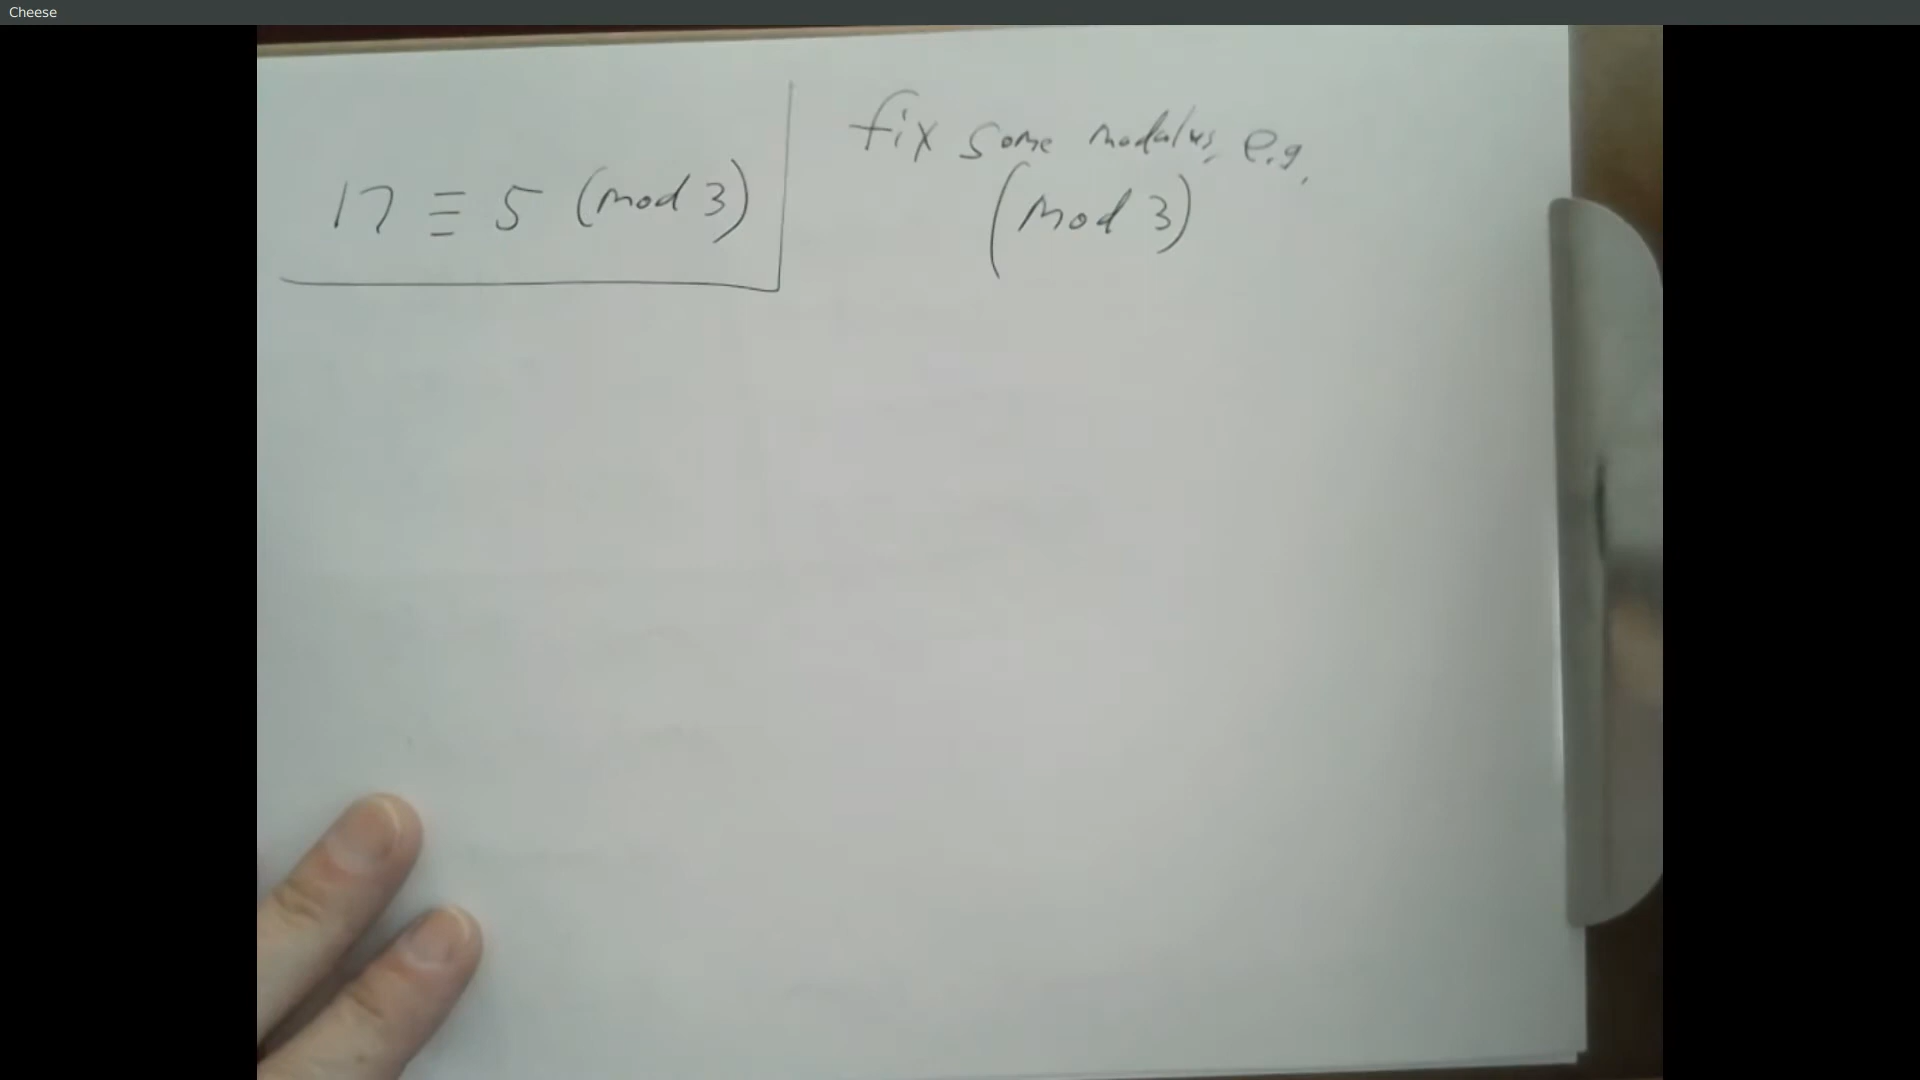 Cheese
17 ≡ 5 (mod 3)
fix some modulus, e.g.
(mod 3)